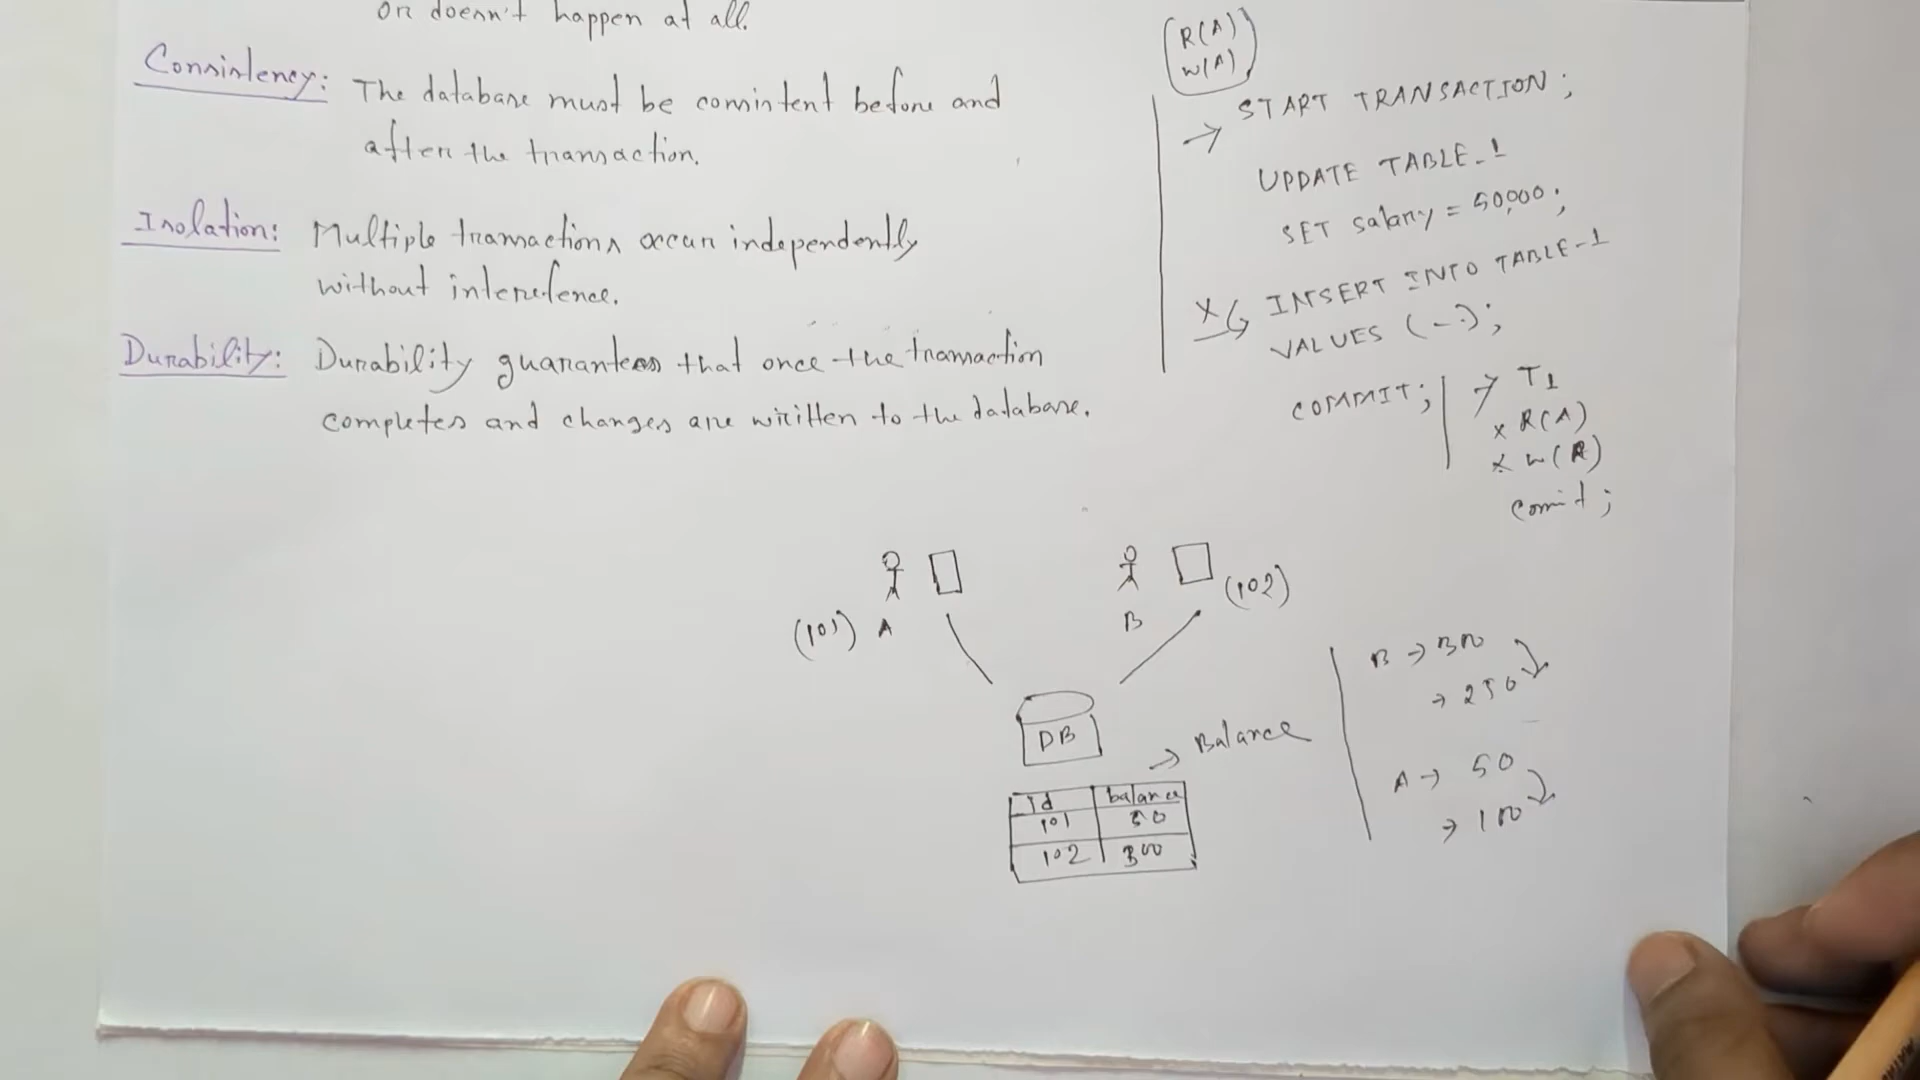 or doesn't happen at all.
Consistency: The database must be consistent before and
after the transaction.
Isolation: Multiple transactions occur independently
without interefence.
Durability: Durability guarantees that once the transaction
completes and changes are written to the database.
R(A)
W(A)
START TRANSACTION;
UPDATE TABLE_1
SET salary = 50,000;
INSERT INTO TABLE-1
VALUES (-..);
COMMIT;
T1
R(A)
W(A)
Commit;
(101) A
B (102)
DB
→ Balance
Id balance
101 50
102 300
B → 300
→ 250
A → 50
→ 100